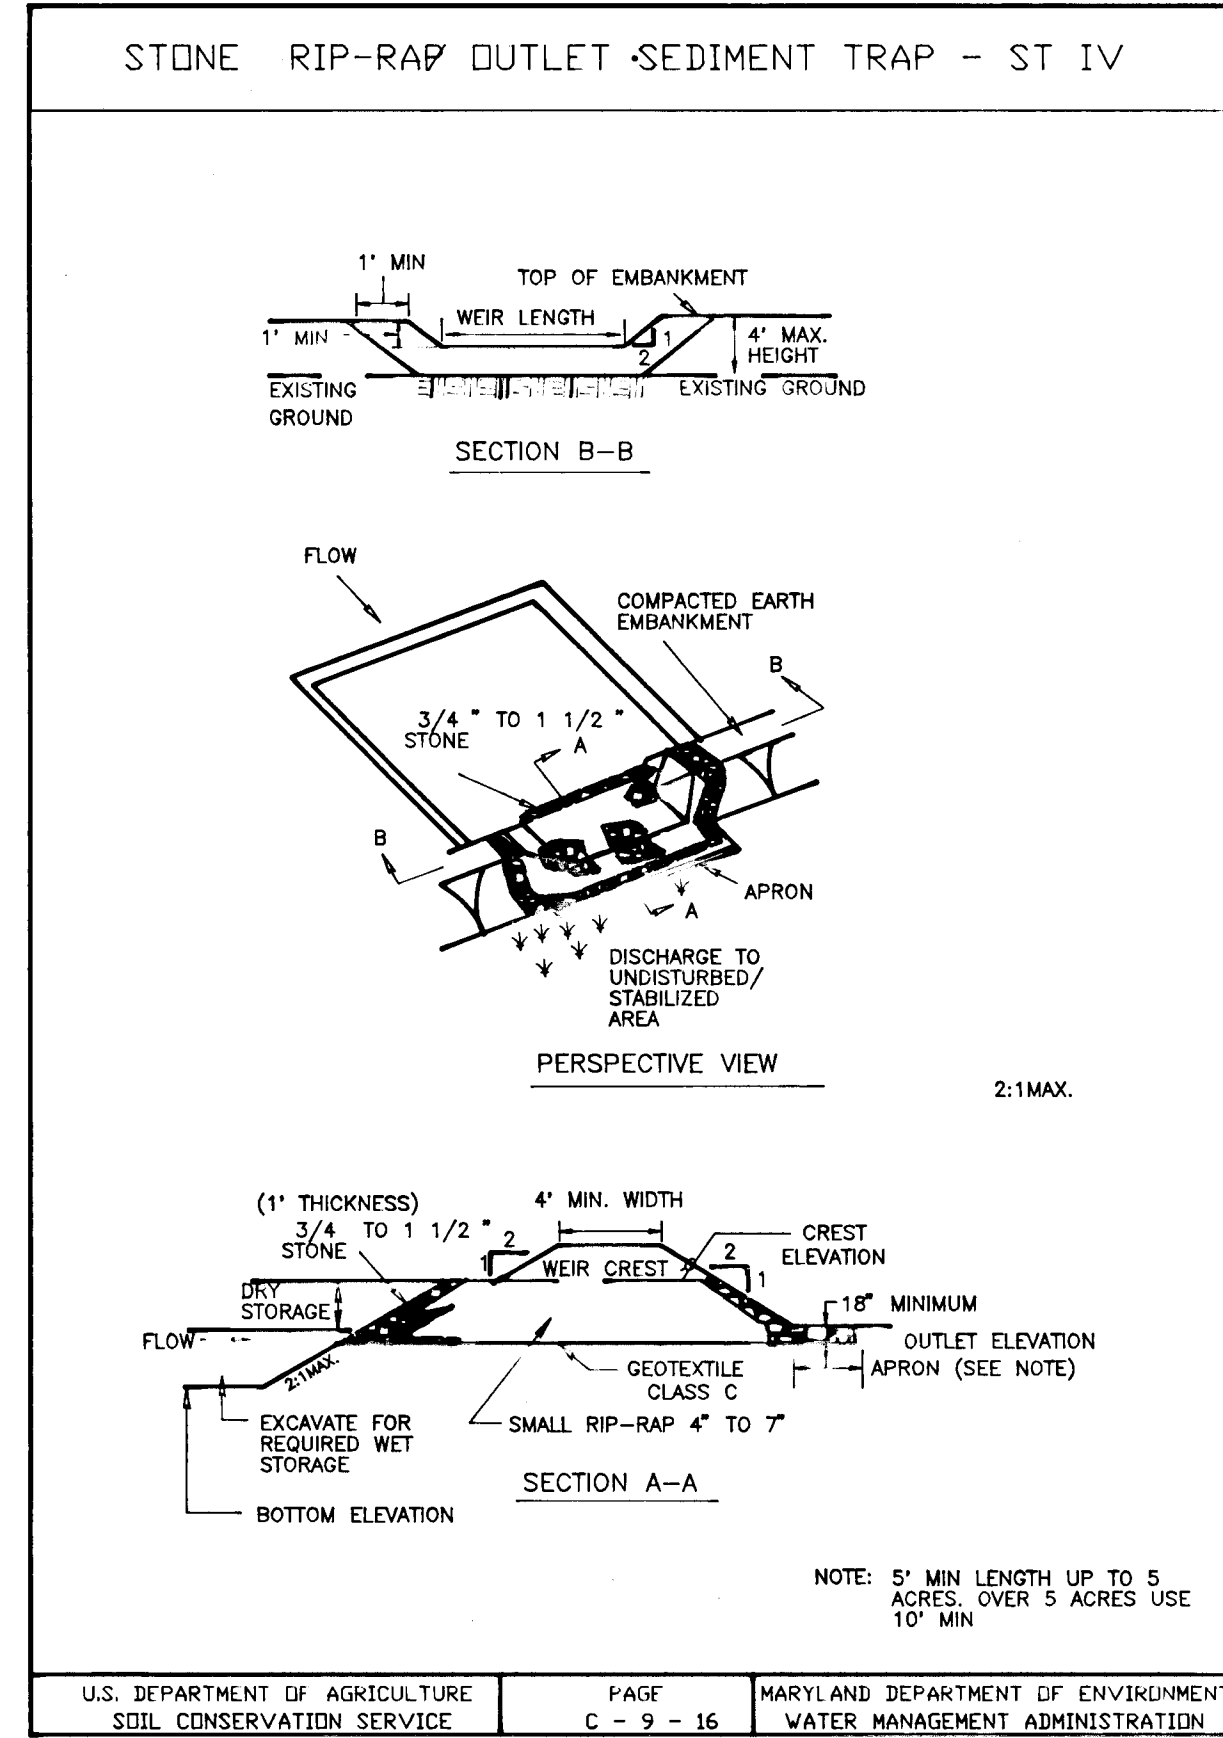 STONE RIP-RAP OUTLET SEDIMENT TRAP - ST IV
1' MIN
TOP OF EMBANKMENT
WEIR LENGTH
1' MIN
1
2
4' MAX.
HEIGHT
EXISTING
GROUND
EXISTING GROUND
SECTION B-B
FLOW
COMPACTED EARTH
EMBANKMENT
B
3/4 " TO 1 1/2 "
STONE
A
B
APRON
A
DISCHARGE TO
UNDISTURBED/
STABILIZED
AREA
PERSPECTIVE VIEW
2:1MAX.
(1' THICKNESS)
3/4 TO 1 1/2 "
STONE
4' MIN. WIDTH
2
1
WEIR CREST
CREST
ELEVATION
2
1
DRY
STORAGE
18" MINIMUM
FLOW
OUTLET ELEVATION
2:1MAX.
GEOTEXTILE
CLASS C
APRON (SEE NOTE)
EXCAVATE FOR
REQUIRED WET
STORAGE
SMALL RIP-RAP 4" TO 7"
SECTION A-A
BOTTOM ELEVATION
NOTE: 5' MIN LENGTH UP TO 5
ACRES. OVER 5 ACRES USE
10' MIN
U.S. DEPARTMENT OF AGRICULTURE
SOIL CONSERVATION SERVICE
PAGE
C - 9 - 16
MARYLAND DEPARTMENT OF ENVIRONMENT
WATER MANAGEMENT ADMINISTRATION